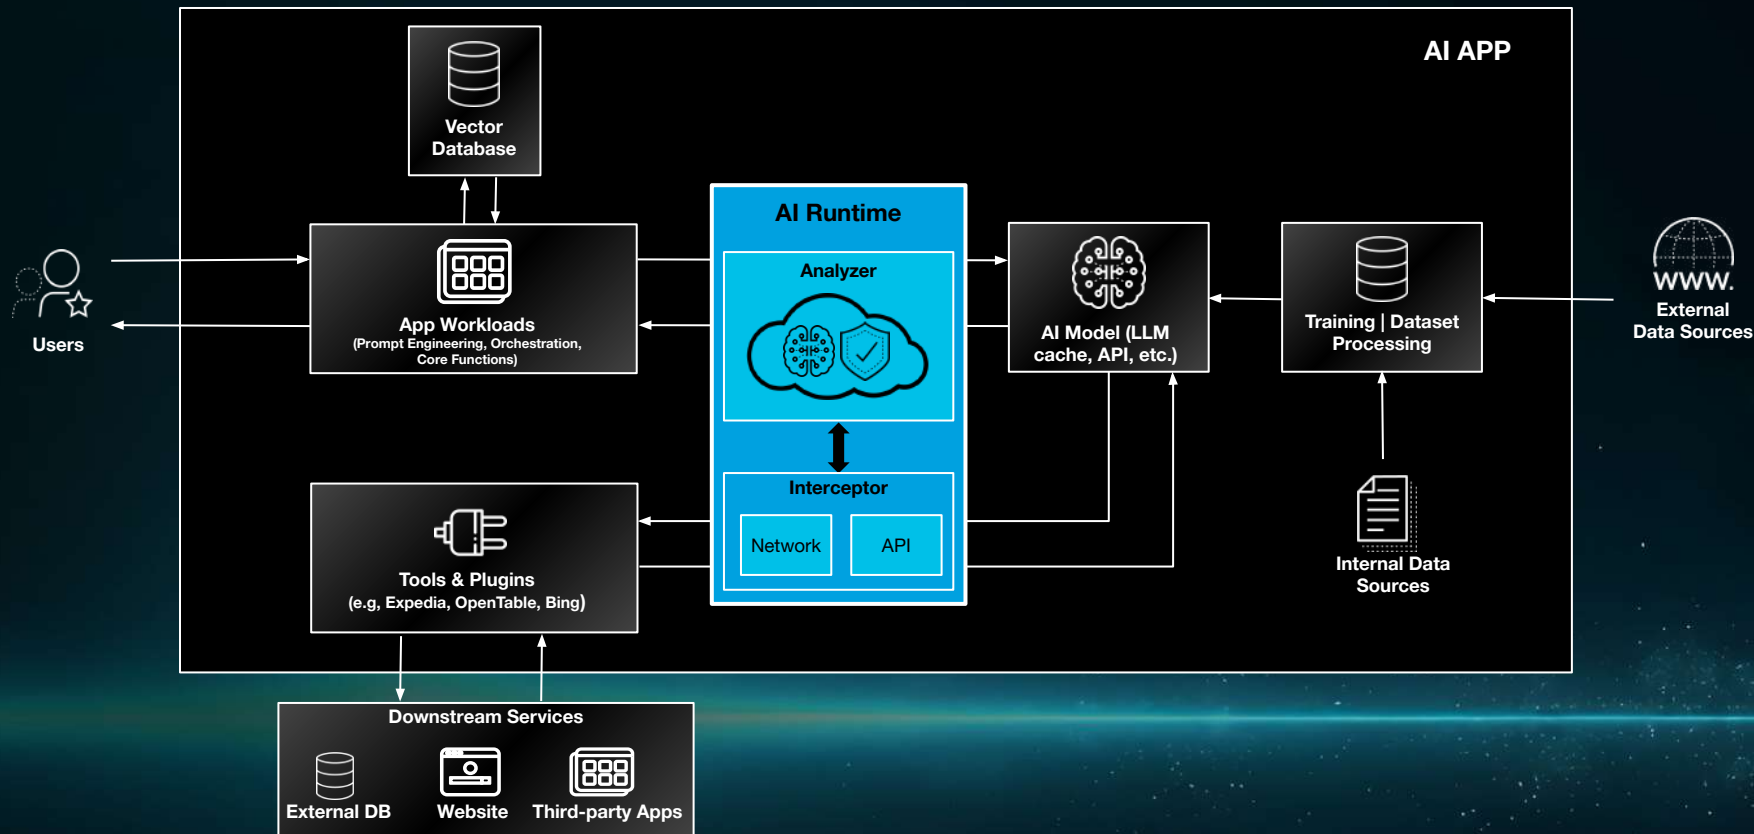 AI APP
Vector
Database
AI Runtime
Analyzer
App Workloads
(Prompt Engineering, Orchestration,
Core Functions)
AI Model (LLM
cache, API, etc.)
Training | Dataset
Processing
WWW.
External
Data Sources
Users
Interceptor
Network
API
Tools & Plugins
(e.g, Expedia, OpenTable, Bing)
Internal Data
Sources
Downstream Services
External DB
Website
Third-party Apps